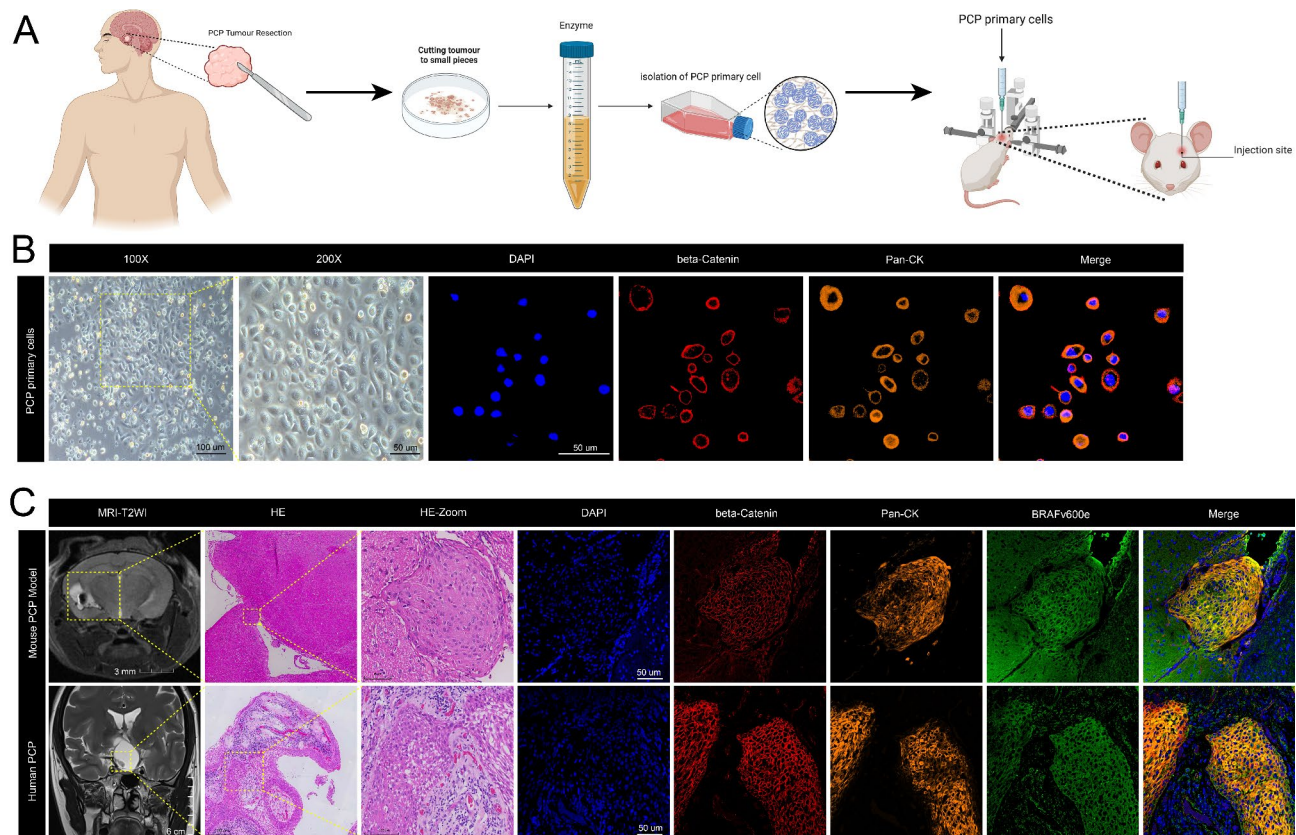 A
PCP Tumour Resection
Cutting toumour
to small pieces
Enzyme
isolation of PCP primary cell
PCP primary cells
Injection site
B
100X
200X
DAPI
beta-Catenin
Pan-CK
Merge
PCP primary cells
100 um
50 um
50 um
C
MRI-T2WI
HE
HE-Zoom
DAPI
beta-Catenin
Pan-CK
BRAFv600e
Merge
Mouse PCP Model
3 mm
50 um
Human PCP
6 cm
50 um